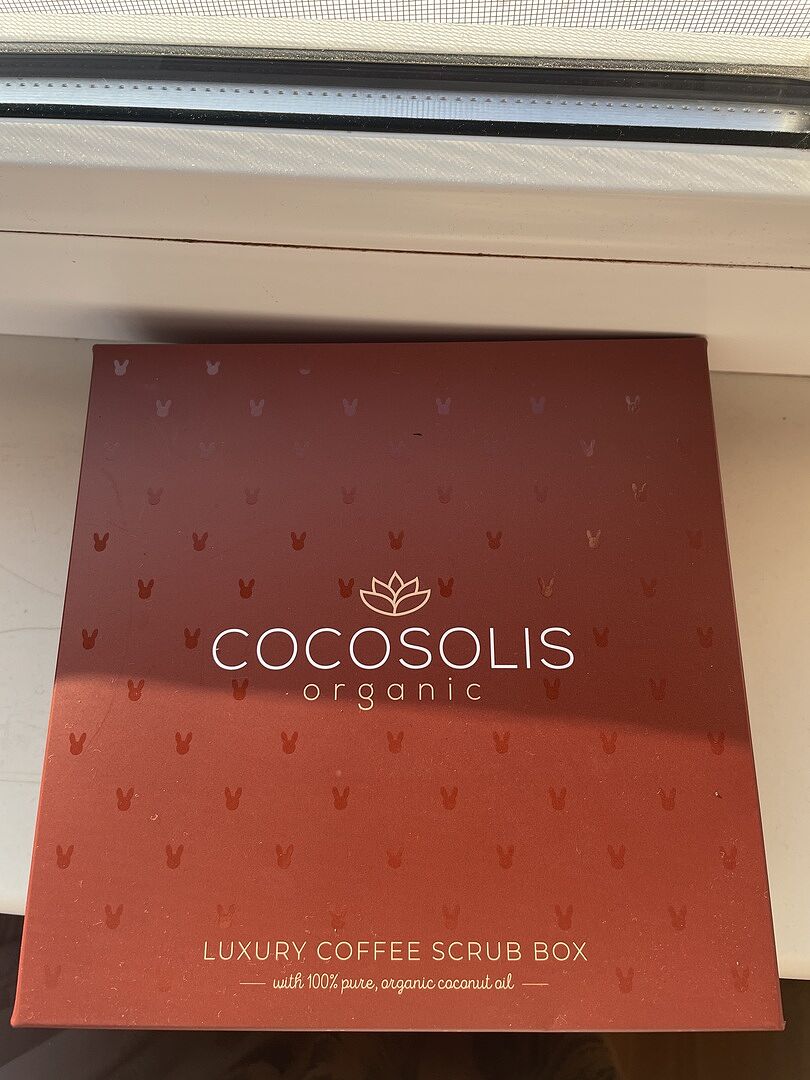 COCOSOLIS
organic
LUXURY COFFEE SCRUB BOX
with 100% pure, organic coconut oil